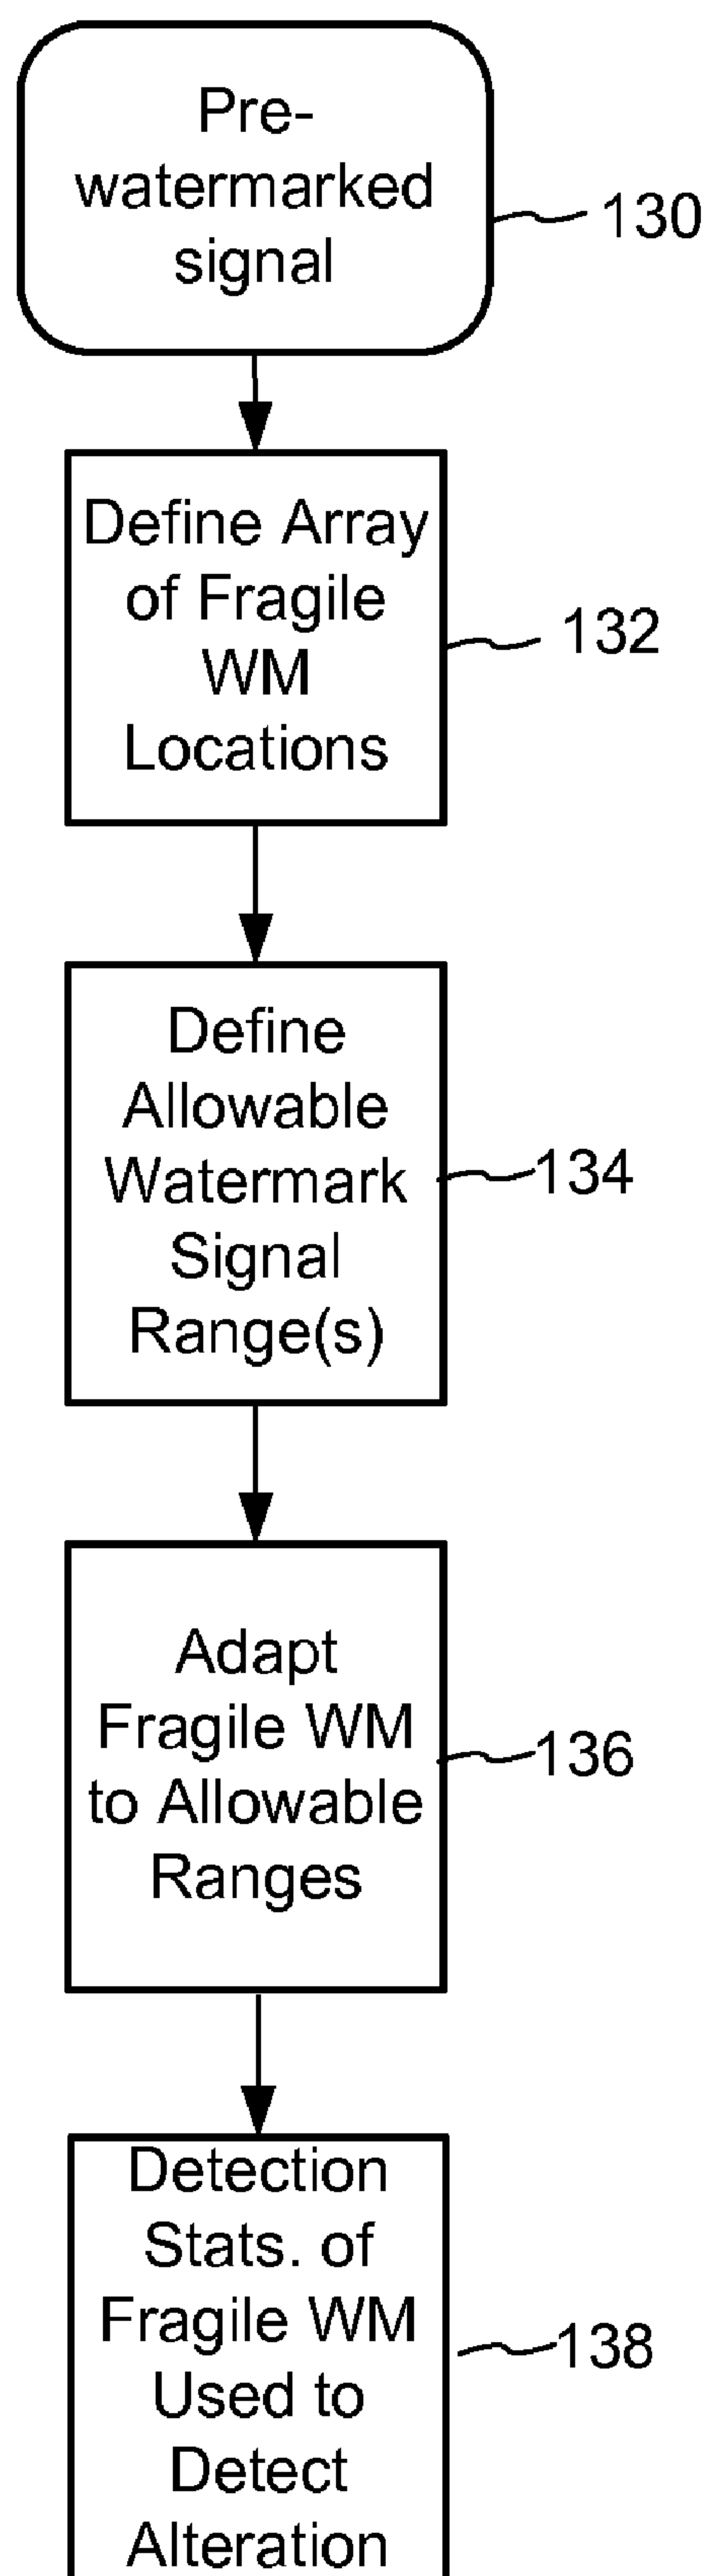 Pre-
watermarked
signal
130
Define Array
of Fragile
WM
Locations
132
Define
Allowable
Watermark
Signal
Range(s)
134
Adapt
Fragile WM
to Allowable
Ranges
136
Detection
Stats. of
Fragile WM
Used to
Detect
Alteration
138